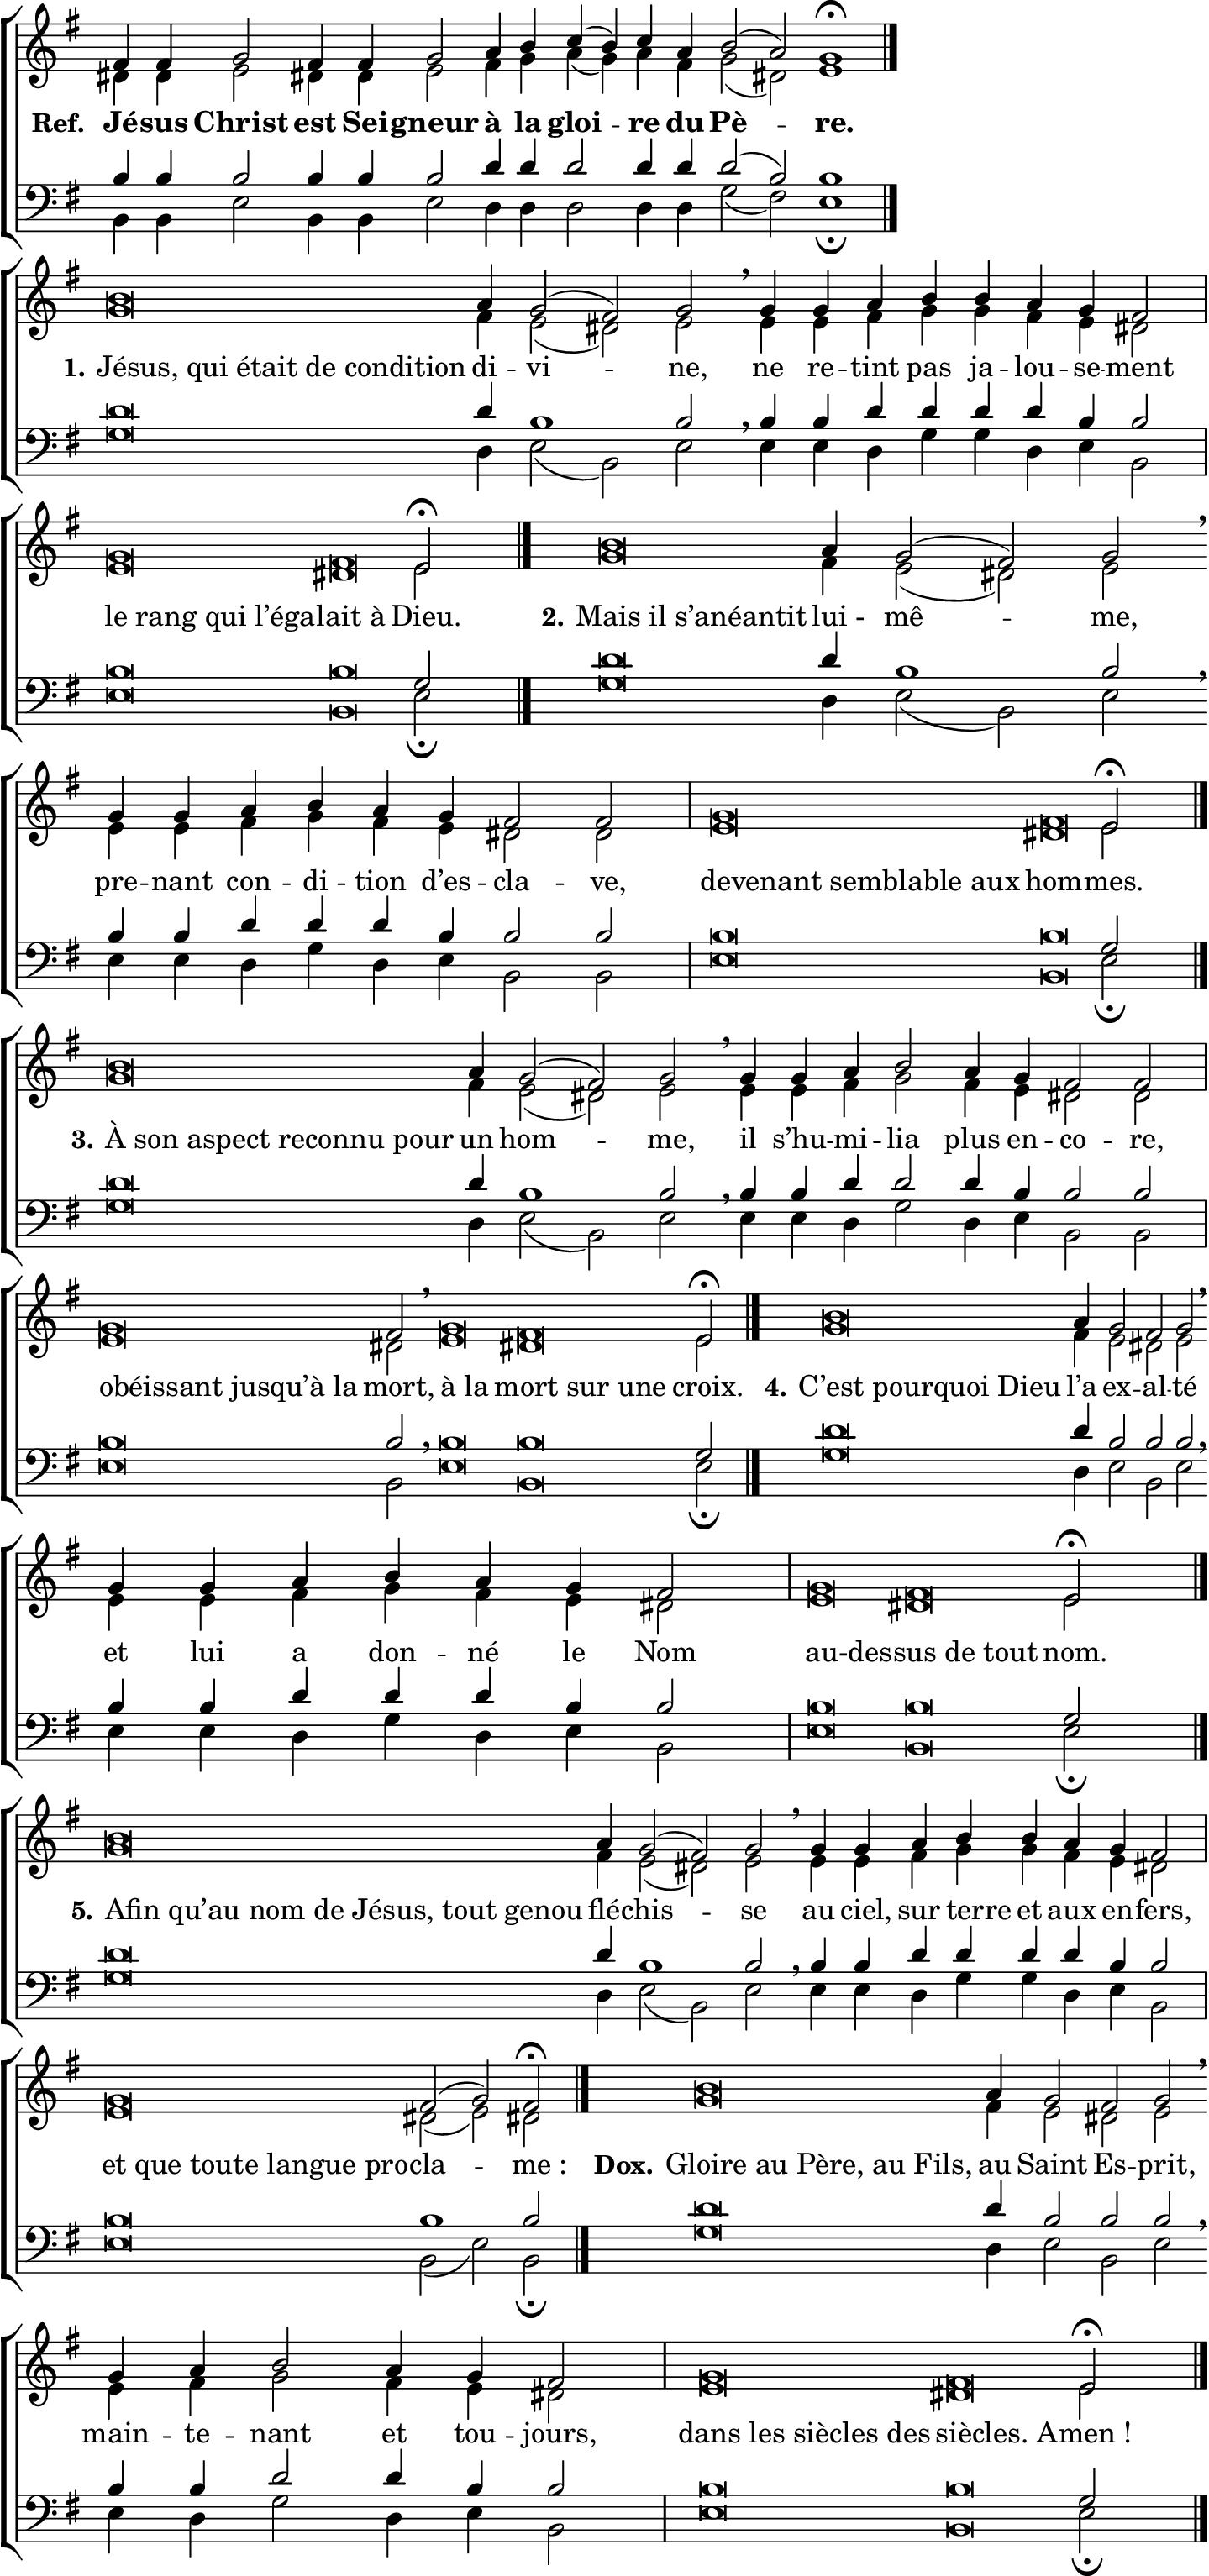 Ref. Jésus Christ est Seigneur à la gloi - re du Pè - re.
1. Jésus, qui était de condition di - vi - ne, ne re - tint pas ja - lou - se - ment
le rang qui l’égalait à Dieu. 2. Mais il s’anéantit lui - mê - me,
pre - nant con - di - tion d’es - cla - ve, devenant semblable aux hommes.
3. À son aspect reconnu pour un hom - me, il s’hu - mi - lia plus en - co - re,
obéissant jusqu’à la mort, à la mort sur une croix. 4. C’est pourquoi Dieu l’a ex - al - té
et lui a don - né le Nom au-dessus de tout nom.
5. Afin qu’au nom de Jésus, tout genou fléchis - se au ciel, sur terre et aux enfers,
et que toute langue procla - me : Dox. Gloire au Père, au Fils, au Saint Es - prit,
main - te - nant et tou - jours, dans les siècles des siècles. Amen !